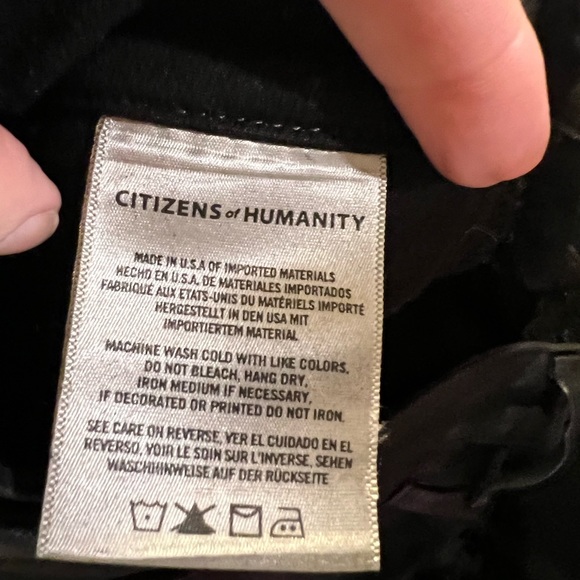 CITIZENS of HUMANITY
MADE IN U.S.A OF IMPORTED MATERIALS
HECHO EN U.S.A. DE MATERIALES IMPORTADOS
FABRIQUÉ AUX ETATS-UNIS DU MATÉRIELS IMPORTÉ
HERGESTELLT IN DEN USA MIT
IMPORTIERTEM MATERIAL
MACHINE WASH COLD WITH LIKE COLORS.
DO NOT BLEACH, HANG DRY,
IRON MEDIUM IF NECESSARY,
IF DECORATED OR PRINTED DO NOT IRON.
SEE CARE ON REVERSE, VER EL CUIDADO EN EL
REVERSO, VOIR LE SOIN SUR L'INVERSE, SEHEN
WASCHHINWEISE AUF DER RÜCKSEITE